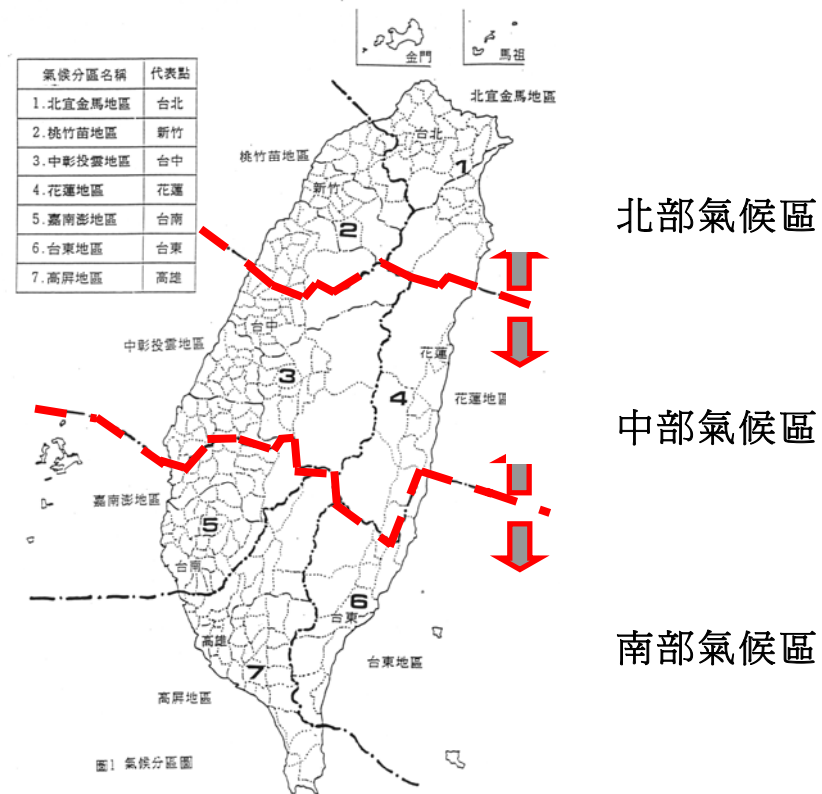 金門
馬祖
氣候分區名稱 代表點
1.北宜金馬地區 台北
2.桃竹苗地區 新竹
3.中彰投雲地區 台中
4.花蓮地區 花蓮
5.嘉南澎地區 台南
6.台東地區 台東
7.高屏地區 高雄
北宜金馬地區
台北
1
桃竹苗地區
新竹
2
北部氣候區
台中
中彰投雲地區
3
花蓮
4
花蓮地區
中部氣候區
嘉南澎地區
5
台南
6
台東
高雄
台東地區
南部氣候區
7
高屏地區
圖1 氣候分區圖